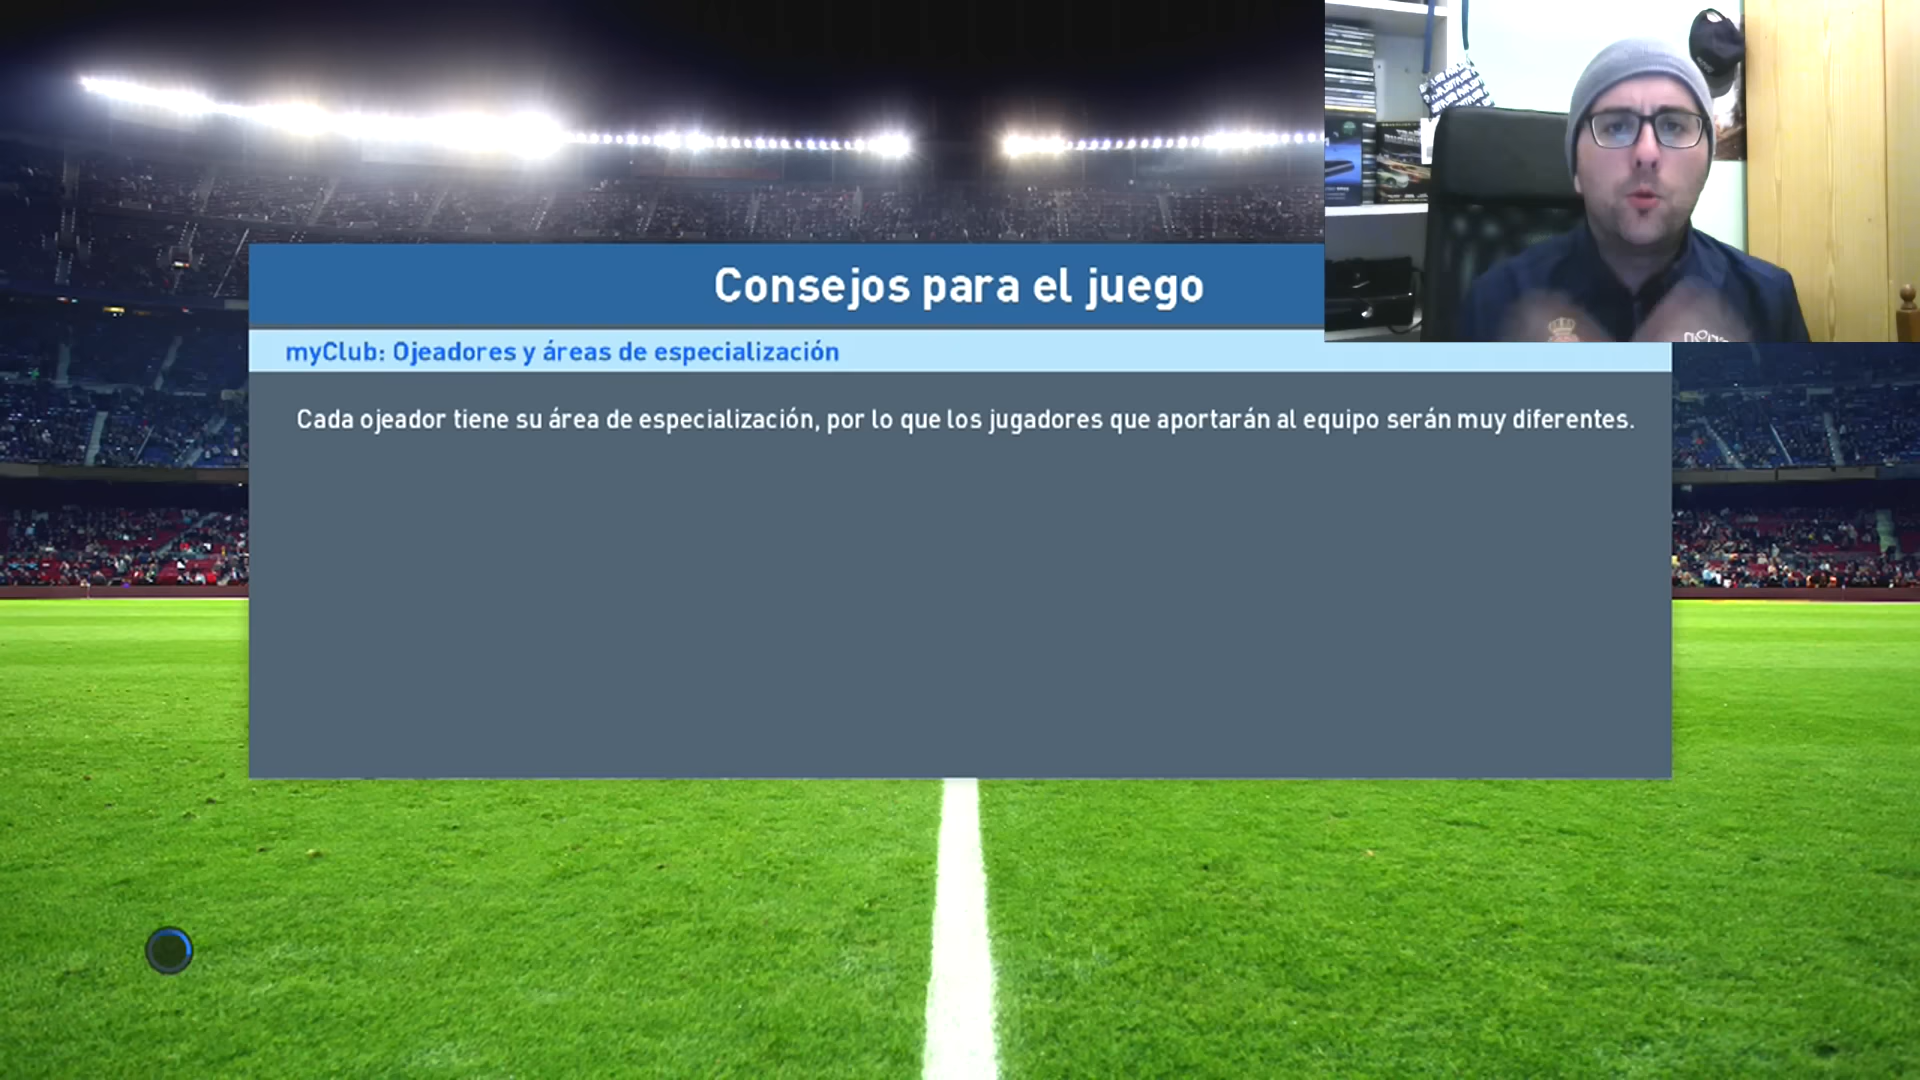 Consejos para el juego
myClub: Ojeadores y áreas de especialización
Cada ojeador tiene su área de especialización, por lo que los jugadores que aportarán al equipo serán muy diferentes.